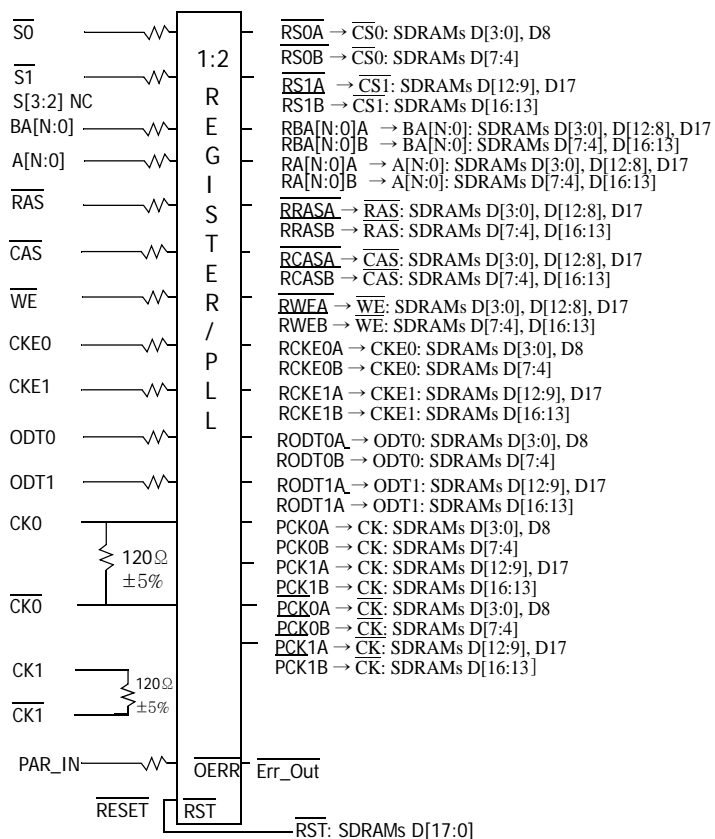 S0
RS0A → CS0: SDRAMs D[3:0], D8
RS0B → CS0: SDRAMs D[7:4]
1:2
REGISTER/PLL
S1
RS1A → CS1: SDRAMs D[12:9], D17
RS1B → CS1: SDRAMs D[16:13]
S[3:2] NC
BA[N:0]
RBA[N:0]A → BA[N:0]: SDRAMs D[3:0], D[12:8], D17
RBA[N:0]B → BA[N:0]: SDRAMs D[7:4], D[16:13]
A[N:0]
RA[N:0]A → A[N:0]: SDRAMs D[3:0], D[12:8], D17
RA[N:0]B → A[N:0]: SDRAMs D[7:4], D[16:13]
RAS
RRASA → RAS: SDRAMs D[3:0], D[12:8], D17
RRASB → RAS: SDRAMs D[7:4], D[16:13]
CAS
RCASA → CAS: SDRAMs D[3:0], D[12:8], D17
RCASB → CAS: SDRAMs D[7:4], D[16:13]
WE
RWEA → WE: SDRAMs D[3:0], D[12:8], D17
RWEB → WE: SDRAMs D[7:4], D[16:13]
CKE0
RCKE0A → CKE0: SDRAMs D[3:0], D8
RCKE0B → CKE0: SDRAMs D[7:4]
CKE1
RCKE1A → CKE1: SDRAMs D[12:9], D17
RCKE1B → CKE1: SDRAMs D[16:13]
ODT0
RODT0A → ODT0: SDRAMs D[3:0], D8
RODT0B → ODT0: SDRAMs D[7:4]
ODT1
RODT1A → ODT1: SDRAMs D[12:9], D17
RODT1A → ODT1: SDRAMs D[16:13]
CK0
120Ω
±5%
CK0
PCK0A → CK: SDRAMs D[3:0], D8
PCK0B → CK: SDRAMs D[7:4]
PCK1A → CK: SDRAMs D[12:9], D17
PCK1B → CK: SDRAMs D[16:13]
PCK0A → CK: SDRAMs D[3:0], D8
PCK0B → CK: SDRAMs D[7:4]
PCK1A → CK: SDRAMs D[12:9], D17
PCK1B → CK: SDRAMs D[16:13]
CK1
120Ω
±5%
CK1
PAR_IN
OERR
Err_Out
RESET
RST
RST: SDRAMs D[17:0]